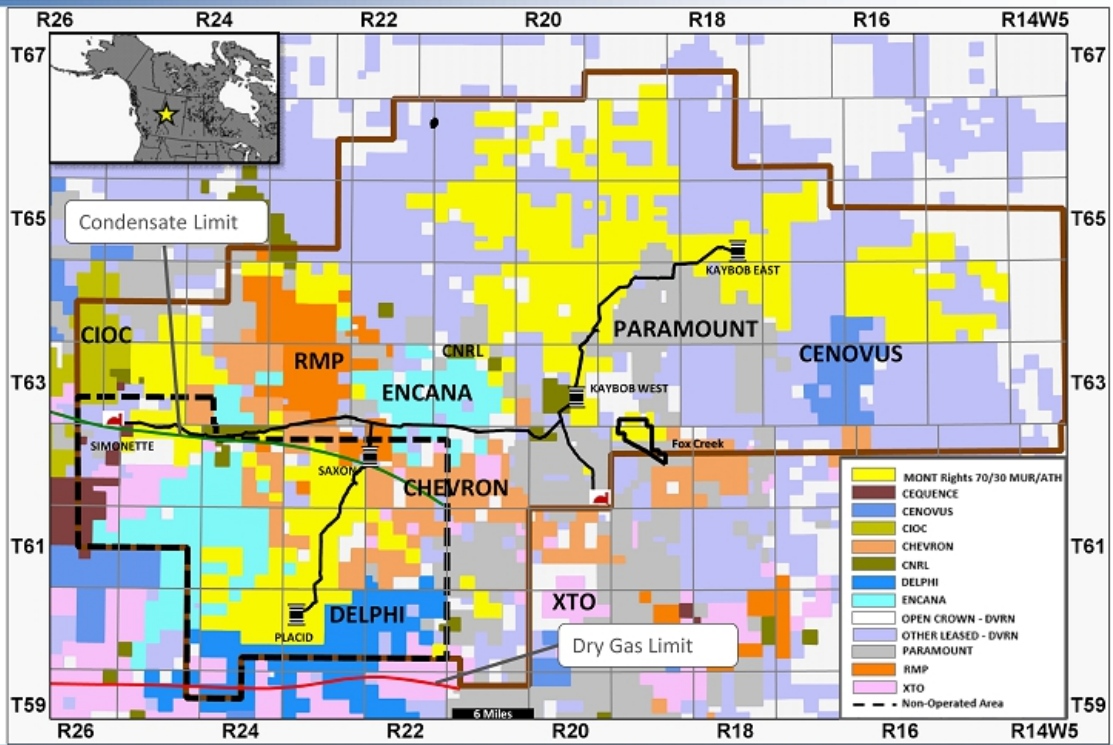 R26 R24 R22 R20 R18 R16 R14W5
T67 T67
T65 T65
Condensate Limit
KAYBOB EAST
CIOC
PARAMOUNT
RMP
CNRL
CENOVUS
T63 T63
ENCANA
KAYBOB WEST
SIMONETTE
Fox Creek
SAXON
CHEVRON
T61 T61
XTO
DELPHI
PLACID
Dry Gas Limit
MONT Rights 70/30 MUR/ATH
CEQUENCE
CENOVUS
CIOC
CHEVRON
CNRL
DELPHI
ENCANA
OPEN CROWN - DVRN
OTHER LEASED - DVRN
PARAMOUNT
RMP
XTO
Non-Operated Area
T59 T59
6 Miles
R26 R24 R22 R20 R18 R16 R14W5